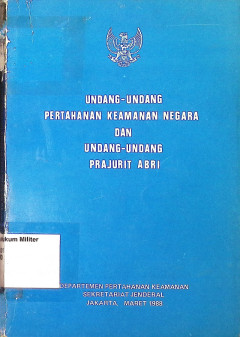 UNDANG-UNDANG
PERTAHANAN KEAMANAN NEGARA
DAN
UNDANG-UNDANG
PRAJURIT ABRI
ukum Militer
DEPARTEMEN PERTAHANAN KEAMANAN
SEKRETARIAT JENDERAL
JAKARTA, MARET 1988